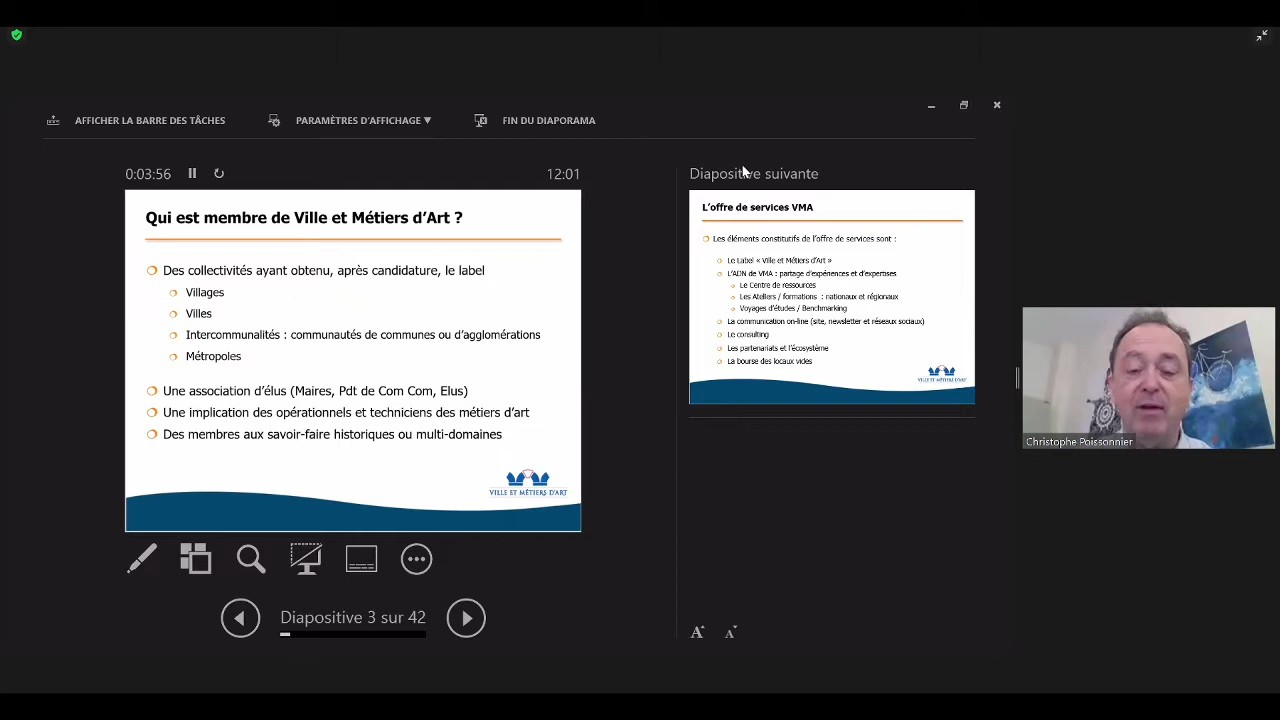 AFFICHER LA BARRE DES TÂCHES
PARAMÈTRES D'AFFICHAGE ▼
FIN DU DIAPORAMA
0:03:56
12:01
Qui est membre de Ville et Métiers d'Art ?
Des collectivités ayant obtenu, après candidature, le label
Villages
Villes
Intercommunalités : communautés de communes ou d'agglomérations
Métropoles
Une association d'élus (Maires, Pdt de Com Com, Elus)
Une implication des opérationnels et techniciens des métiers d'art
Des membres aux savoir-faire historiques ou multi-domaines
VILLE ET MÉTIERS D'ART
Diapositive 3 sur 42
Diapositive suivante
L'offre de services VMA
Les éléments constitutifs de l'offre de services sont :
Le Label « Ville et Métiers d'Art »
L'ADN de VMA : partage d'expériences et d'expertises
Le Centre de ressources
Les Ateliers / formations : nationaux et régionaux
Voyages d'études / Benchmarking
La communication on-line (site, newsletter et réseaux sociaux)
Le consulting
Les partenariats et l'écosystème
La bourse des locaux vides
VILLE ET MÉTIERS D'ART
A A
Christophe Poissonnier